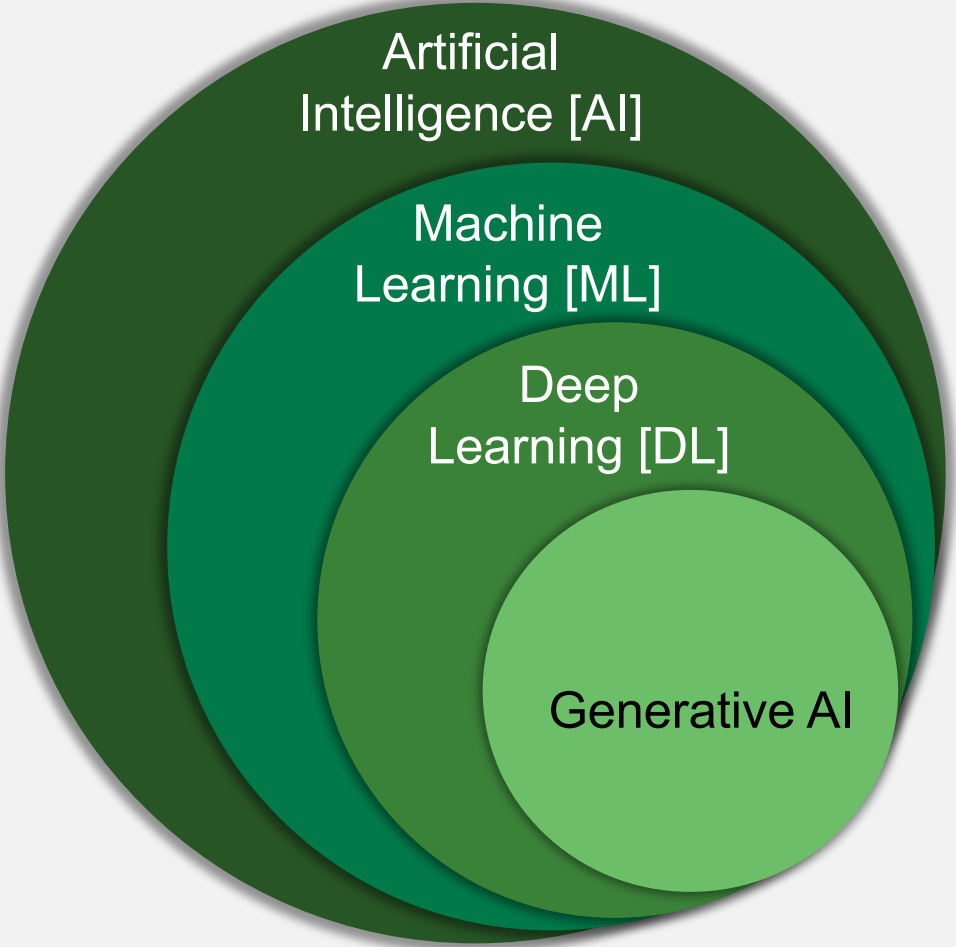 Artificial
Intelligence [AI]
Machine
Learning [ML]
Deep
Learning [DL]
Generative AI